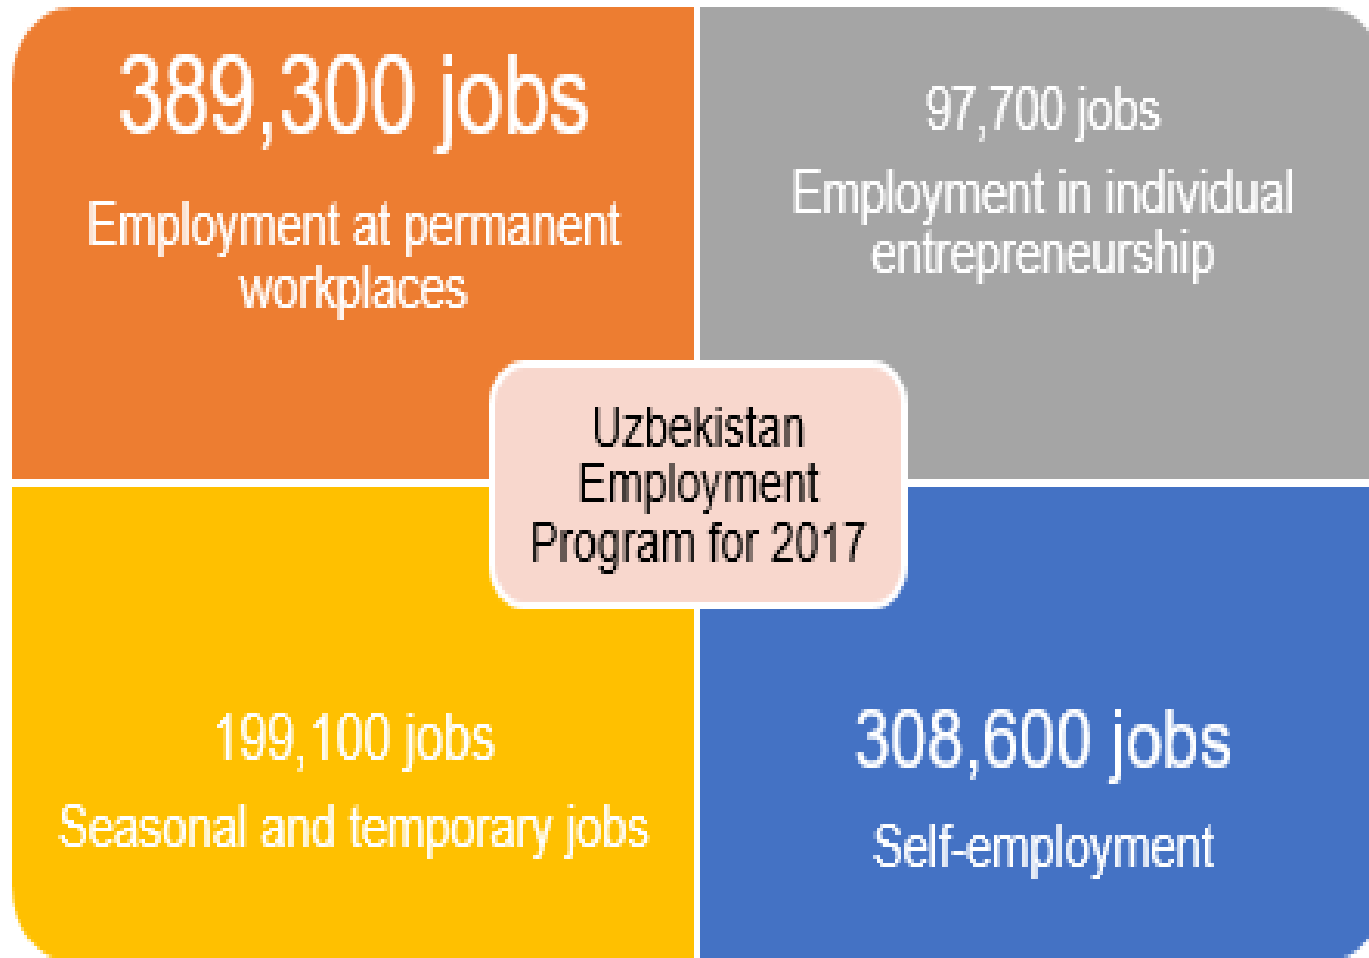 389,300 jobs
Employment at permanent
workplaces
97,700 jobs
Employment in individual
entrepreneurship
Uzbekistan
Employment
Program for 2017
199,100 jobs
Seasonal and temporary jobs
308,600 jobs
Self-employment